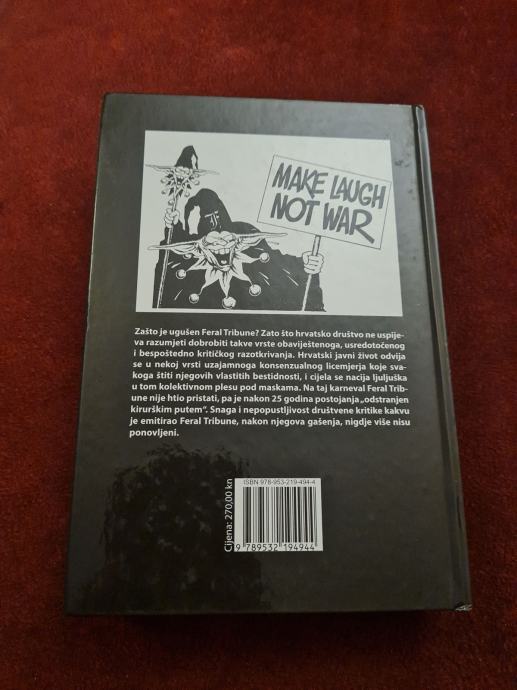 MAKE LAUGH
NOT WAR
F
Zašto je ugušen Feral Tribune? Zato što hrvatsko društvo ne uspije-
va razumjeti dobrobiti takve vrste obaviještenoga, usredotočenog
i bespoštedno kritičkog razotkrivanja. Hrvatski javni život odvija
se u nekoj vrsti uzajamnoga konsenzualnog licemjerja koje sva-
koga štiti njegovih vlastitih bestidnosti, i cijela se nacija ljuljuška
u tom kolektivnom plesu pod maskama. Na taj karneval Feral Trib-
une nije htio pristati, pa je nakon 25 godina postojanja „odstranjen
kirurškim putem“. Snaga i nepopustljivost društvene kritike kakvu
je emitirao Feral Tribune, nakon njegova gašenja, nigdje više nisu
ponovljeni.
ISBN 978-953-219-494-4
Cijena: 270,00 kn
9 789532 194944